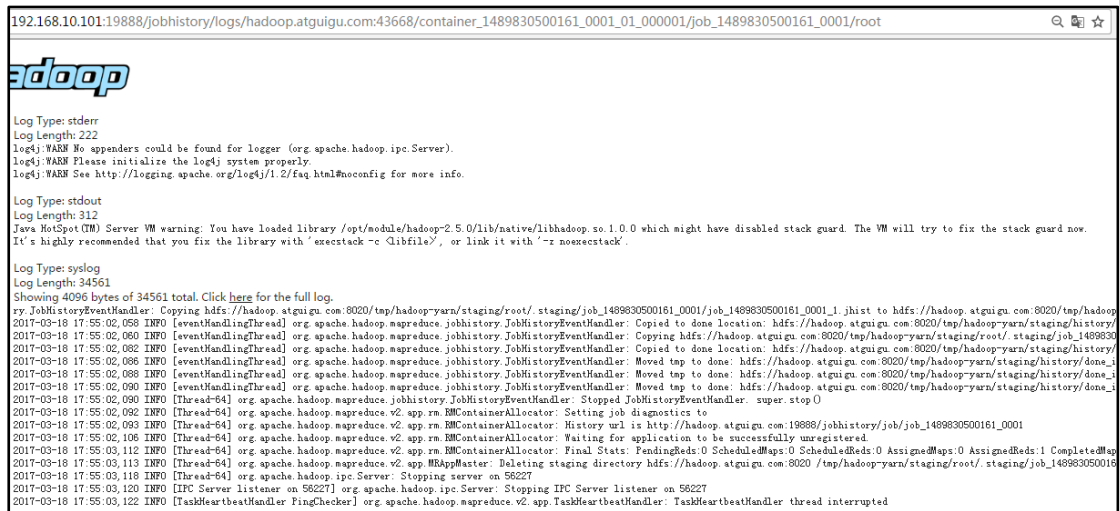 192.168.10.101:19888/jobhistory/logs/hadoop.atguigu.com:43668/container_1489830500161_0001_01_000001/job_1489830500161_0001/root
adoop
Log Type: stderr
Log Length: 222
log4j:WARN No appenders could be found for logger (org.apache.hadoop.ipc.Server).
log4j:WARN Please initialize the log4j system properly.
log4j:WARN See http://logging.apache.org/log4j/1.2/faq.html#noconfig for more info.
Log Type: stdout
Log Length: 312
Java HotSpot(TM) Server VM warning: You have loaded library /opt/module/hadoop-2.5.0/lib/native/libhadoop.so.1.0.0 which might have disabled stack guard. The VM will try to fix the stack guard now.
It's highly recommended that you fix the library with 'execstack -c <libfile>', or link it with '-z noexecstack'.
Log Type: syslog
Log Length: 34561
Showing 4096 bytes of 34561 total. Click here for the full log.
ry.JobHistoryEventHandler: Copying hdfs://hadoop.atguigu.com:8020/tmp/hadoop-yarn/staging/root/.staging/job_1489830500161_0001/job_1489830500161_0001_1.jhist to hdfs://hadoop.atguigu.com:8020/tmp/hadoop
2017-03-18 17:55:02,058 INFO [eventHandlingThread] org.apache.hadoop.mapreduce.jobhistory.JobHistoryEventHandler: Copied to done location: hdfs://hadoop.atguigu.com:8020/tmp/hadoop-yarn/staging/history/
2017-03-18 17:55:02,060 INFO [eventHandlingThread] org.apache.hadoop.mapreduce.jobhistory.JobHistoryEventHandler: Copying hdfs://hadoop.atguigu.com:8020/tmp/hadoop-yarn/staging/root/.staging/job_1489830
2017-03-18 17:55:02,082 INFO [eventHandlingThread] org.apache.hadoop.mapreduce.jobhistory.JobHistoryEventHandler: Copied to done location: hdfs://hadoop.atguigu.com:8020/tmp/hadoop-yarn/staging/history/
2017-03-18 17:55:02,086 INFO [eventHandlingThread] org.apache.hadoop.mapreduce.jobhistory.JobHistoryEventHandler: Moved tmp to done: hdfs://hadoop.atguigu.com:8020/tmp/hadoop-yarn/staging/history/done_i
2017-03-18 17:55:02,088 INFO [eventHandlingThread] org.apache.hadoop.mapreduce.jobhistory.JobHistoryEventHandler: Moved tmp to done: hdfs://hadoop.atguigu.com:8020/tmp/hadoop-yarn/staging/history/done_i
2017-03-18 17:55:02,090 INFO [eventHandlingThread] org.apache.hadoop.mapreduce.jobhistory.JobHistoryEventHandler: Moved tmp to done: hdfs://hadoop.atguigu.com:8020/tmp/hadoop-yarn/staging/history/done_i
2017-03-18 17:55:02,090 INFO [Thread-64] org.apache.hadoop.mapreduce.jobhistory.JobHistoryEventHandler: Stopped JobHistoryEventHandler. super.stop()
2017-03-18 17:55:02,092 INFO [Thread-64] org.apache.hadoop.mapreduce.v2.app.rm.RMContainerAllocator: Setting job diagnostics to
2017-03-18 17:55:02,093 INFO [Thread-64] org.apache.hadoop.mapreduce.v2.app.rm.RMContainerAllocator: History url is http://hadoop.atguigu.com:19888/jobhistory/job/job_1489830500161_0001
2017-03-18 17:55:02,106 INFO [Thread-64] org.apache.hadoop.mapreduce.v2.app.rm.RMContainerAllocator: Waiting for application to be successfully unregistered.
2017-03-18 17:55:03,112 INFO [Thread-64] org.apache.hadoop.mapreduce.v2.app.rm.RMContainerAllocator: Final Stats: PendingReds:0 ScheduledMaps:0 ScheduledReds:0 AssignedMaps:0 AssignedReds:1 CompletedMap
2017-03-18 17:55:03,113 INFO [Thread-64] org.apache.hadoop.mapreduce.v2.app.MRAppMaster: Deleting staging directory hdfs://hadoop.atguigu.com:8020 /tmp/hadoop-yarn/staging/root/.staging/job_148983050016
2017-03-18 17:55:03,118 INFO [Thread-64] org.apache.hadoop.ipc.Server: Stopping server on 56227
2017-03-18 17:55:03,120 INFO [IPC Server listener on 56227] org.apache.hadoop.ipc.Server: Stopping IPC Server listener on 56227
2017-03-18 17:55:03,122 INFO [TaskHeartbeatHandler PingChecker] org.apache.hadoop.mapreduce.v2.app.TaskHeartbeatHandler: TaskHeartbeatHandler thread interrupted